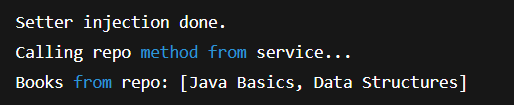 Setter injection done.
Calling repo method from service...
Books from repo: [Java Basics, Data Structures]